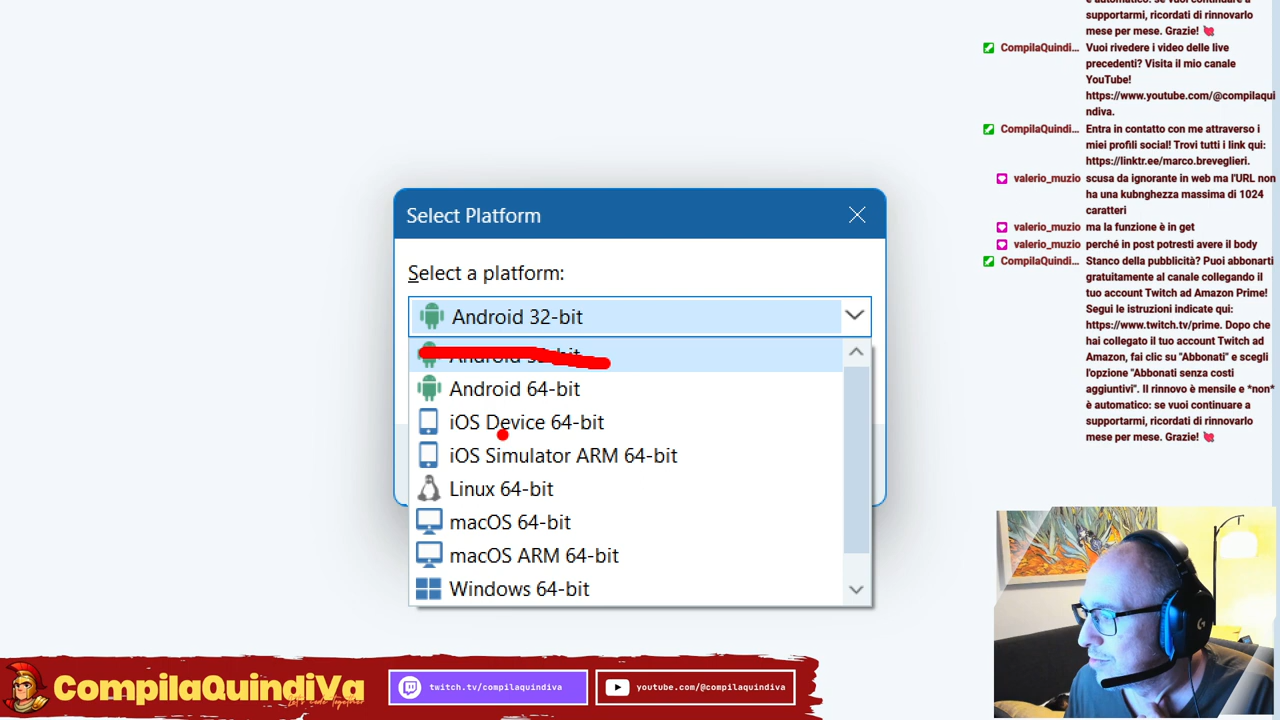 è automatico: se vuoi continuare a
supportarmi, ricordati di rinnovarlo
mese per mese. Grazie!
CompilaQuindi... Vuoi rivedere i video delle live
precedenti? Visita il mio canale
YouTube!
https://www.youtube.com/@compilaqui
ndiva.
CompilaQuindi... Entra in contatto con me attraverso i
miei profili social! Trovi tutti i link qui:
https://linktr.ee/marco.breveglieri.
valerio_muzio scusa da ignorante in web ma l'URL non
ha una kubnghezza massima di 1024
caratteri
valerio_muzio ma la funzione è in get
valerio_muzio perché in post potresti avere il body
CompilaQuindi... Stanco della pubblicità? Puoi abbonarti
gratuitamente al canale collegando il
tuo account Twitch ad Amazon Prime!
Segui le istruzioni indicate qui:
https://www.twitch.tv/prime. Dopo che
hai collegato il tuo account Twitch ad
Amazon, fai clic su "Abbonati" e scegli
l'opzione "Abbonati senza costi
aggiuntivi". Il rinnovo è mensile e *non*
è automatico: se vuoi continuare a
supportarmi, ricordati di rinnovarlo
mese per mese. Grazie!
Select Platform
Select a platform:
Android 32-bit
Android 32-bit
Android 64-bit
iOS Device 64-bit
iOS Simulator ARM 64-bit
Linux 64-bit
macOS 64-bit
macOS ARM 64-bit
Windows 64-bit
CompilaQuindiVa
Let's Code Together
twitch.tv/compilaquindiva
youtube.com/@compilaquindiva